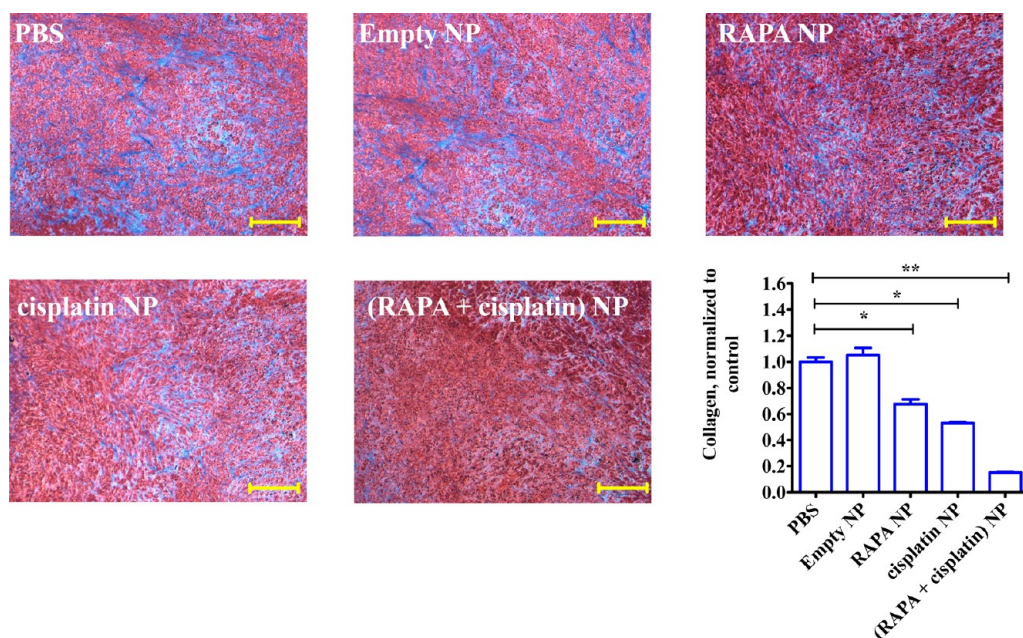 PBS
Empty NP
RAPA NP
cisplatin NP
(RAPA + cisplatin) NP
Collagen, normalized to
control
1.6
1.4
1.2
1.0
0.8
0.6
0.4
0.2
0.0
**
*
*
PBS
Empty NP
RAPA NP
cisplatin NP
(RAPA + cisplatin) NP